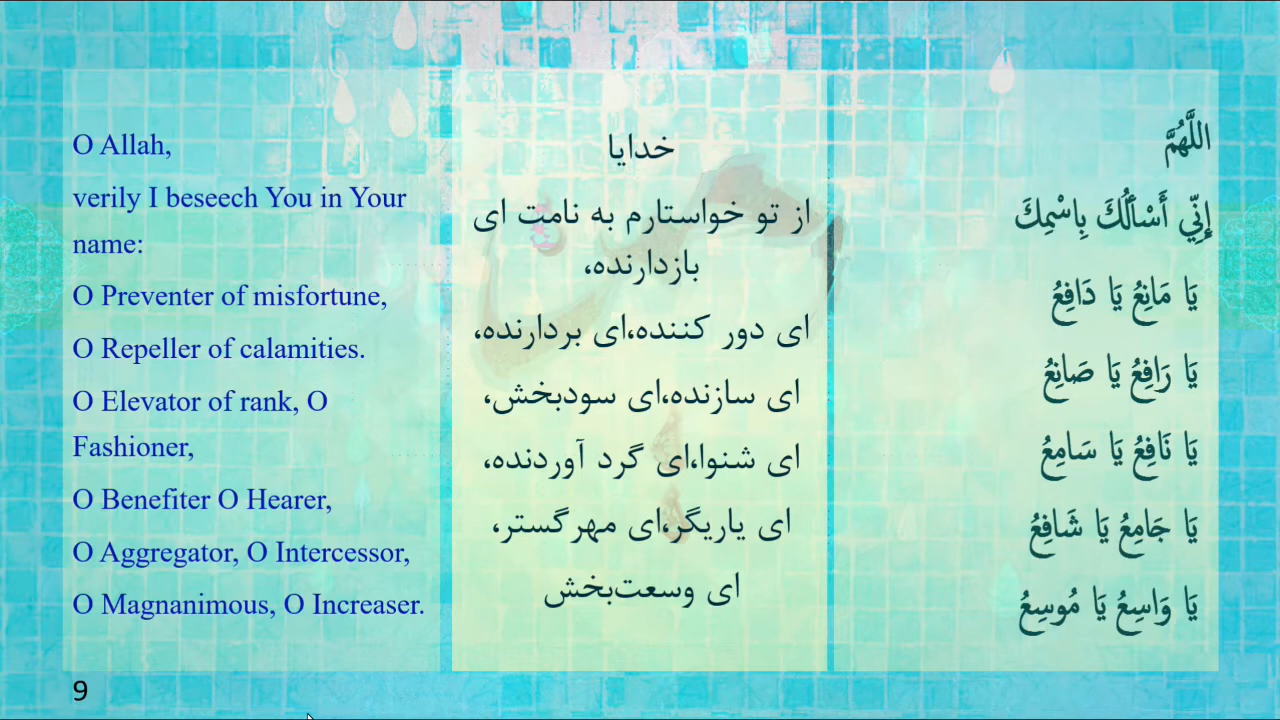 O Allah,
verily I beseech You in Your
name:
O Preventer of misfortune,
O Repeller of calamities.
O Elevator of rank, O
Fashioner,
O Benefiter O Hearer,
O Aggregator, O Intercessor,
O Magnanimous, O Increaser.
خدایا
از تو خواستارم به نامت ای
بازدارنده،
ای دور کننده،ای بردارنده،
ای سازنده،ای سودبخش،
ای شنوا،ای گرد آوردنده،
ای یاریگر،ای مهرگستر،
ای وسعت‌بخش
اللَّهُمَّ
إِنِّي أَسْأَلُكَ بِاسْمِكَ
يَا مَانِعُ يَا دَافِعُ
يَا رَافِعُ يَا صَانِعُ
يَا نَافِعُ يَا سَامِعُ
يَا جَامِعُ يَا شَافِعُ
يَا وَاسِعُ يَا مُوسِعُ
9